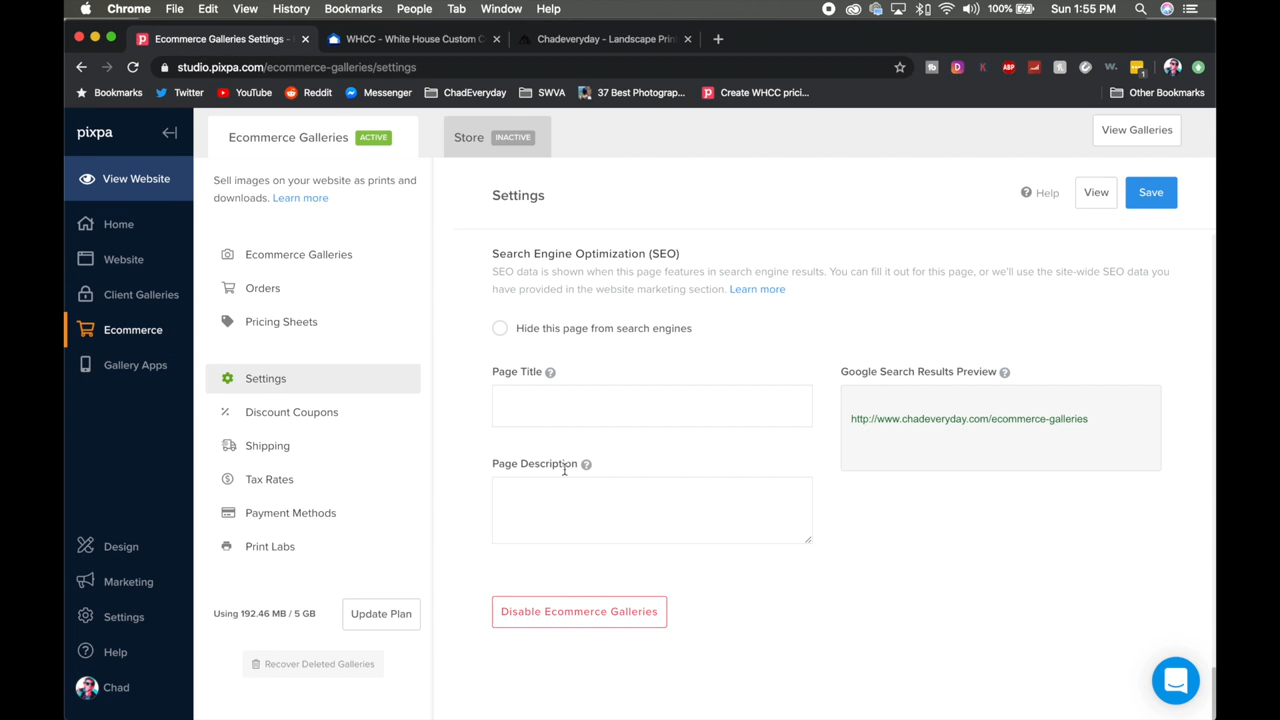 Chrome File Edit View History Bookmarks People Tab Window Help 100% Sun 1:55 PM
Ecommerce Galleries Settings - WHCC - White House Custom C Chadeveryday - Landscape Prin
studio.pixpa.com/ecommerce-galleries/settings
Bookmarks Twitter YouTube Reddit Messenger ChadEveryday SWVA 37 Best Photograp... Create WHCC prici... Other Bookmarks
pixpa
View Website
Home
Website
Client Galleries
Ecommerce
Gallery Apps
Design
Marketing
Settings
Help
Chad
Ecommerce Galleries ACTIVE
Store INACTIVE
View Galleries
Sell images on your website as prints and
downloads. Learn more
Ecommerce Galleries
Orders
Pricing Sheets
Settings
Discount Coupons
Shipping
Tax Rates
Payment Methods
Print Labs
Using 192.46 MB / 5 GB
Update Plan
Recover Deleted Galleries
Settings
Help
View
Save
Search Engine Optimization (SEO)
SEO data is shown when this page features in search engine results. You can fill it out for this page, or we'll use the site-wide SEO data you
have provided in the website marketing section. Learn more
Hide this page from search engines
Page Title
Google Search Results Preview
http://www.chadeveryday.com/ecommerce-galleries
Page Description
Disable Ecommerce Galleries